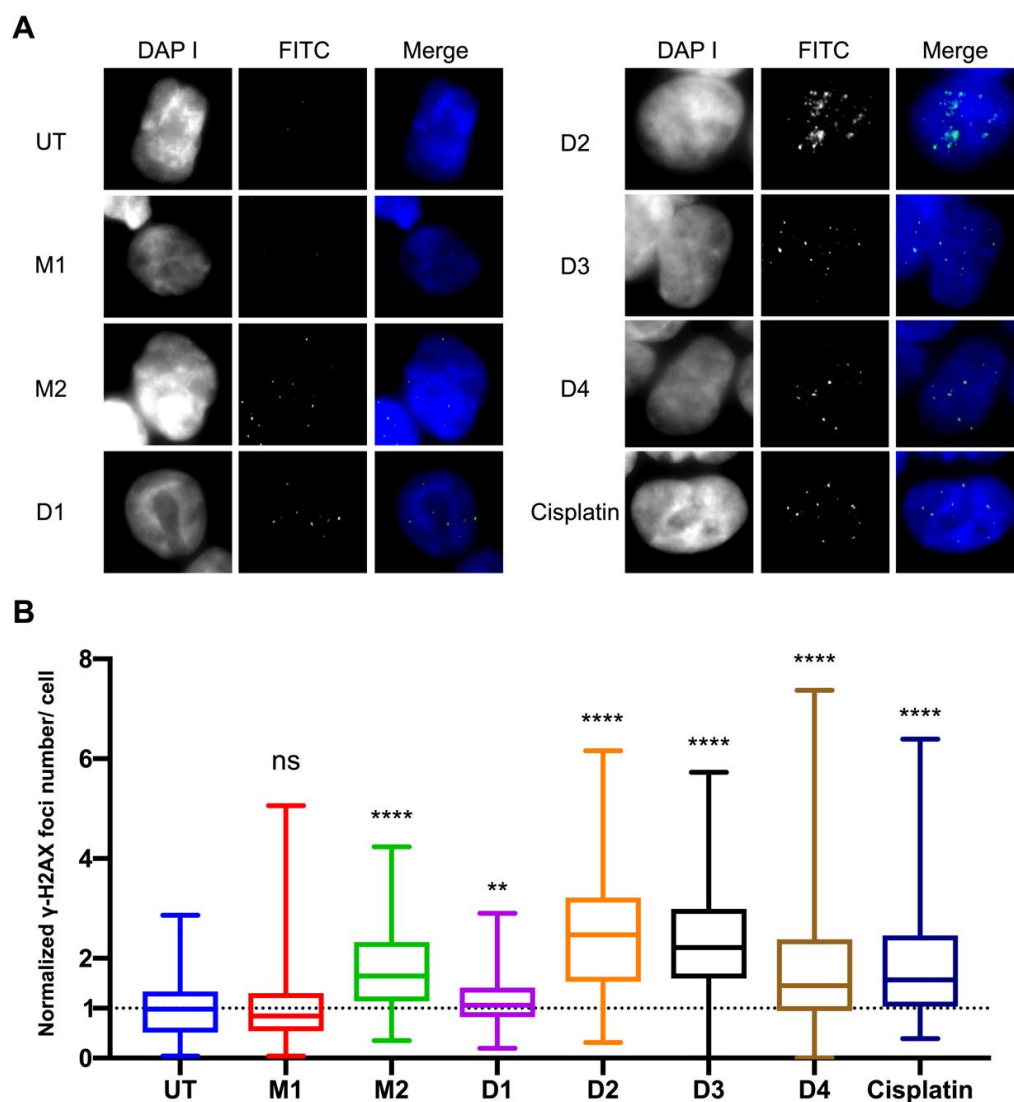 A
DAP I FITC Merge
UT
M1
M2
D1
DAP I FITC Merge
D2
D3
D4
Cisplatin
B
Normalized γ-H2AX foci number/ cell
8
6
4
2
1
0
ns
****
**
****
****
****
****
UT M1 M2 D1 D2 D3 D4 Cisplatin